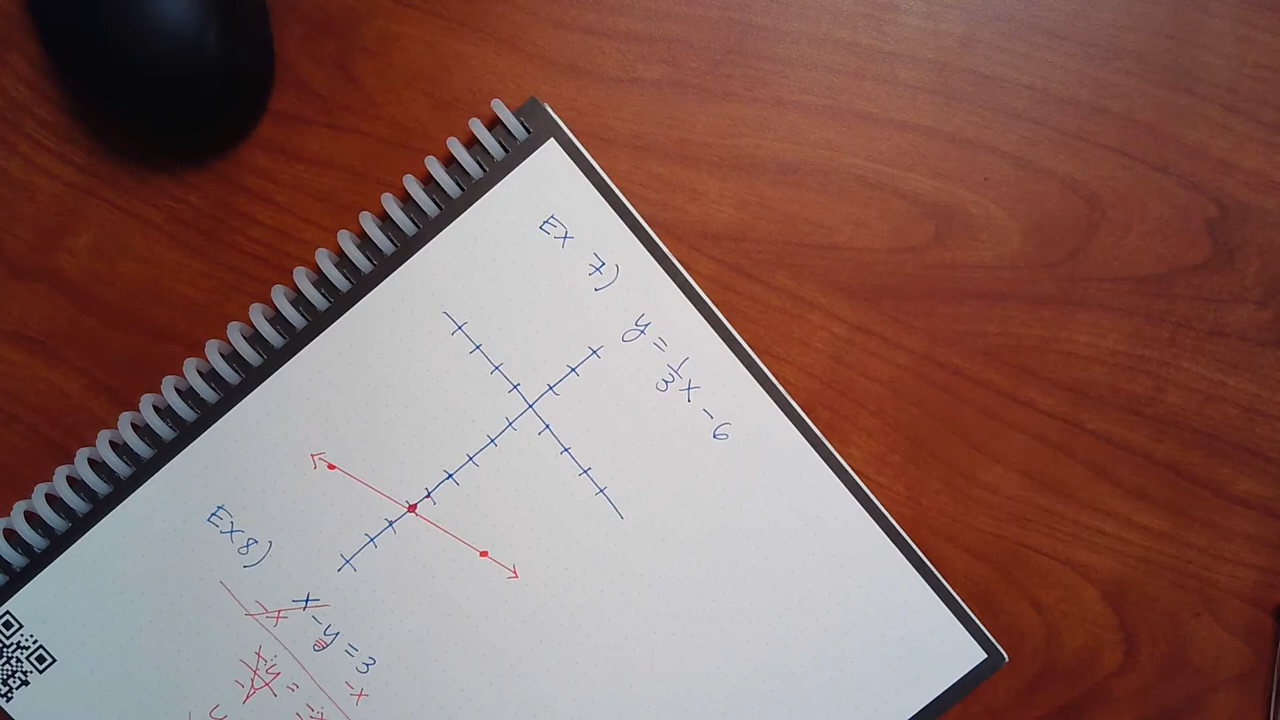 EX 7) y = 1/3 x - 6
EX 8) x - y = 3
-x -x